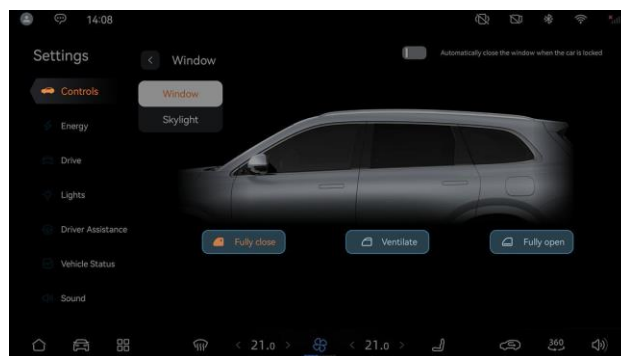 14:08
Settings
Window
Automatically close the window when the car is locked
Controls
Window
Energy
Skylight
Drive
Lights
Driver Assistance
Fully close
Ventilate
Fully open
Vehicle Status
Sound
21.0
21.0
360